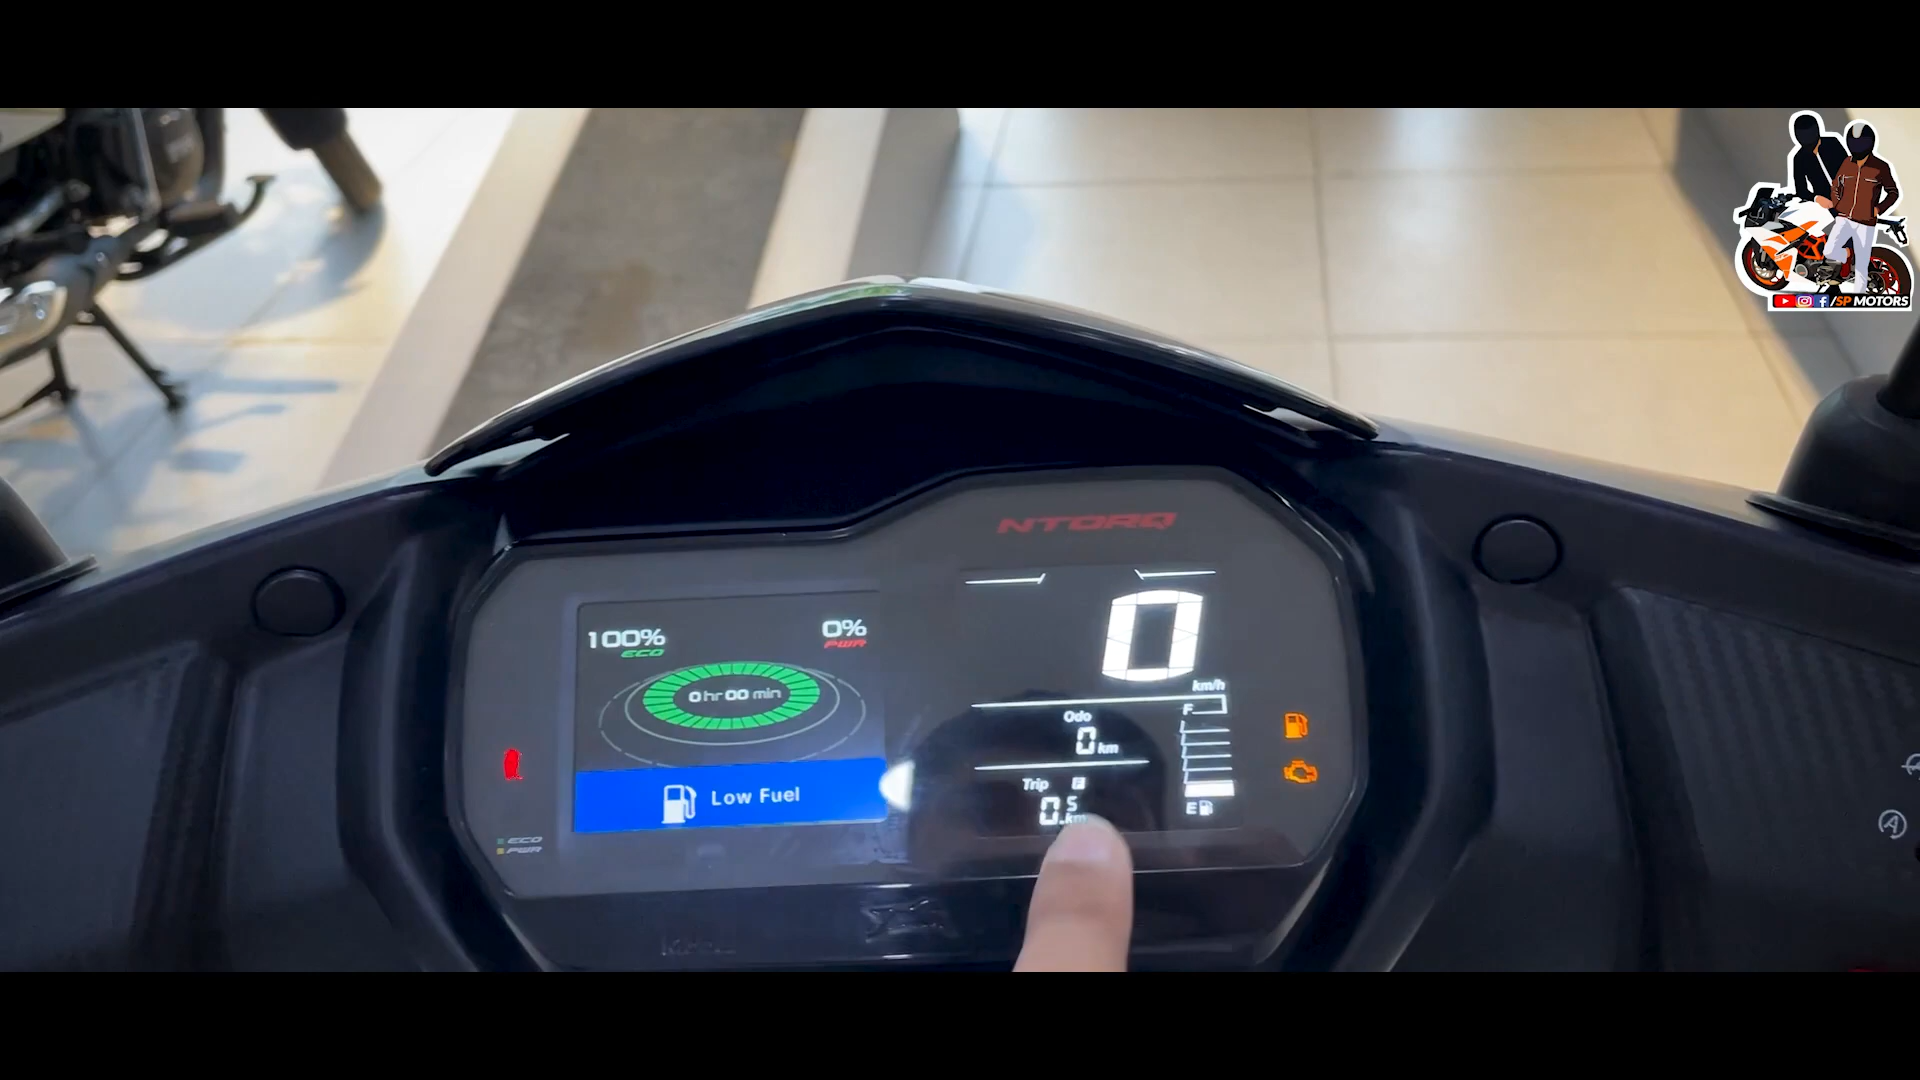 /SP MOTORS
NTORQ
100%
ECO
0%
PWR
0 hr 00 min
Low Fuel
ECO
PWR
0
km/h
Odo
0 km
Trip F
0.5 km
F
E